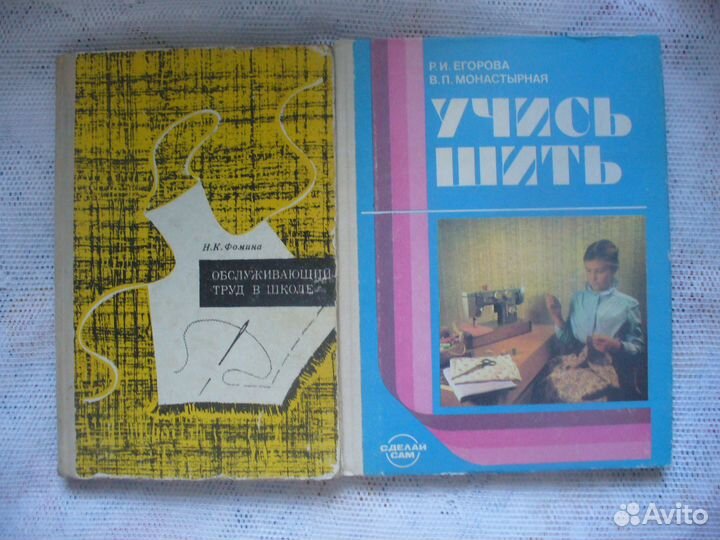 Н.К. Фомина
ОБСЛУЖИВАЮЩИЙ
ТРУД В ШКОЛЕ
Р.И. ЕГОРОВА
В.П. МОНАСТЫРНАЯ
УЧИСЬ
ШИТЬ
СДЕЛАЙ
САМ
Avito